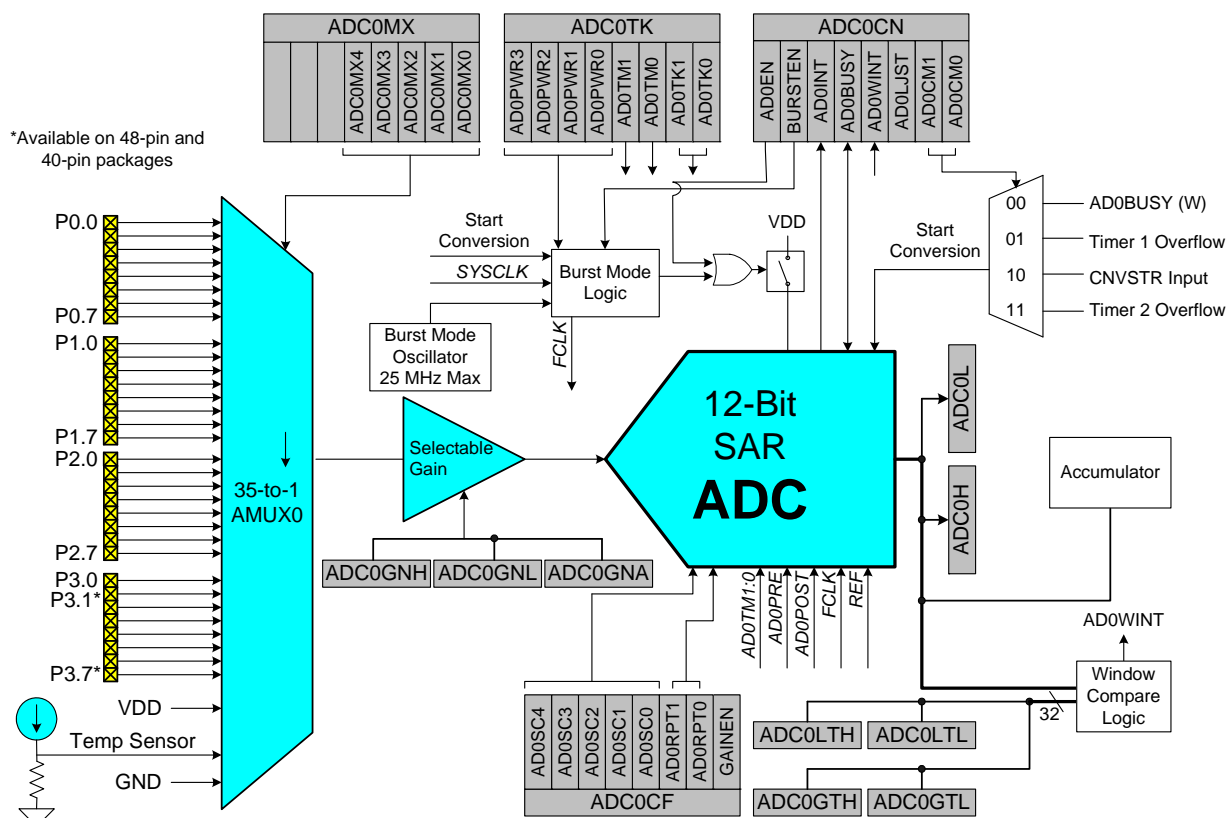 ADC0MX
ADC0MX4
ADC0MX3
ADC0MX2
ADC0MX1
ADC0MX0
ADC0TK
AD0PWR3
AD0PWR2
AD0PWR1
AD0PWR0
AD0TM1
AD0TM0
AD0TK1
AD0TK0
ADC0CN
AD0EN
BURSTEN
AD0INT
AD0BUSY
AD0WINT
AD0LJST
AD0CM1
AD0CM0
*Available on 48-pin and
40-pin packages
P0.0
P0.7
P1.0
P1.7
P2.0
P2.7
P3.0
P3.1*
P3.7*
VDD
Temp Sensor
GND
35-to-1
AMUX0
Start
Conversion
SYSCLK
Burst Mode
Logic
Burst Mode
Oscillator
25 MHz Max
FCLK
VDD
Start
Conversion
00
01
10
11
AD0BUSY (W)
Timer 1 Overflow
CNVSTR Input
Timer 2 Overflow
Selectable
Gain
ADC0GNH
ADC0GNL
ADC0GNA
12-Bit
SAR
ADC
ADC0L
ADC0H
Accumulator
AD0TM1:0
AD0PRE
AD0POST
FCLK
REF
AD0WINT
Window
Compare
Logic
32
ADC0LTH
ADC0LTL
ADC0GTH
ADC0GTL
AD0SC4
AD0SC3
AD0SC2
AD0SC1
AD0SC0
AD0RPT1
AD0RPT0
GAINEN
ADC0CF